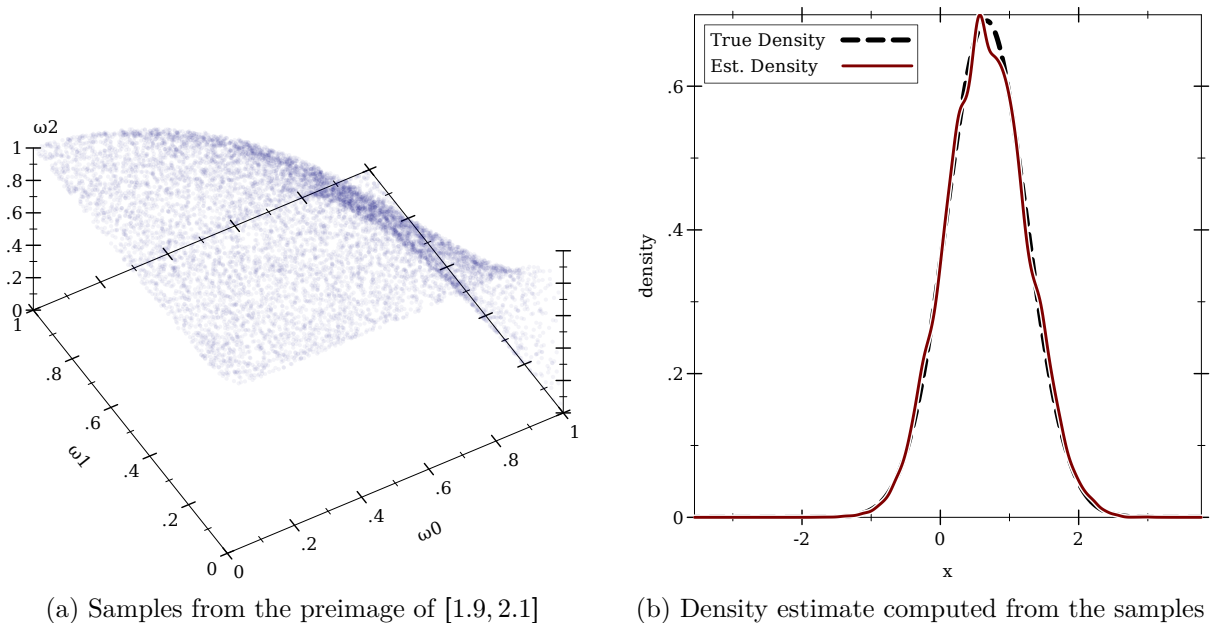 ω2
1
.8
.6
.4
.2
0
1
.8
.6
.4
.2
0
ω1
0
.2
.4
.6
.8
1
ω0
True Density
Est. Density
.6
.4
.2
0
density
-2
0
2
x
(a) Samples from the preimage of [1.9, 2.1]
(b) Density estimate computed from the samples